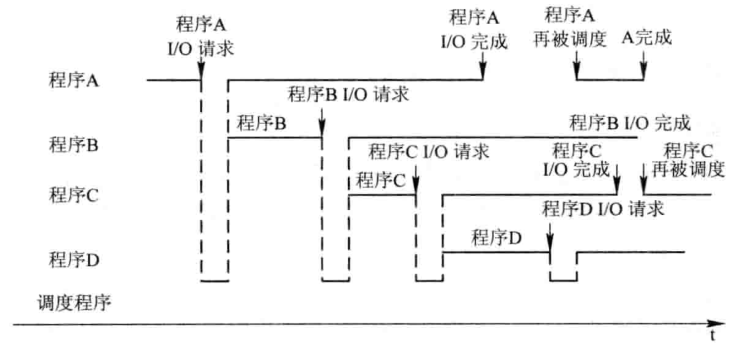 程序A
I/O 请求
程序A
I/O 完成
程序A
再被调度
A完成
程序A
程序B I/O 请求
程序B
程序B I/O 完成
程序B
程序C I/O 请求
程序C
I/O 完成
程序C
再被调度
程序C
程序C
程序D I/O 请求
程序D
程序D
调度程序
t